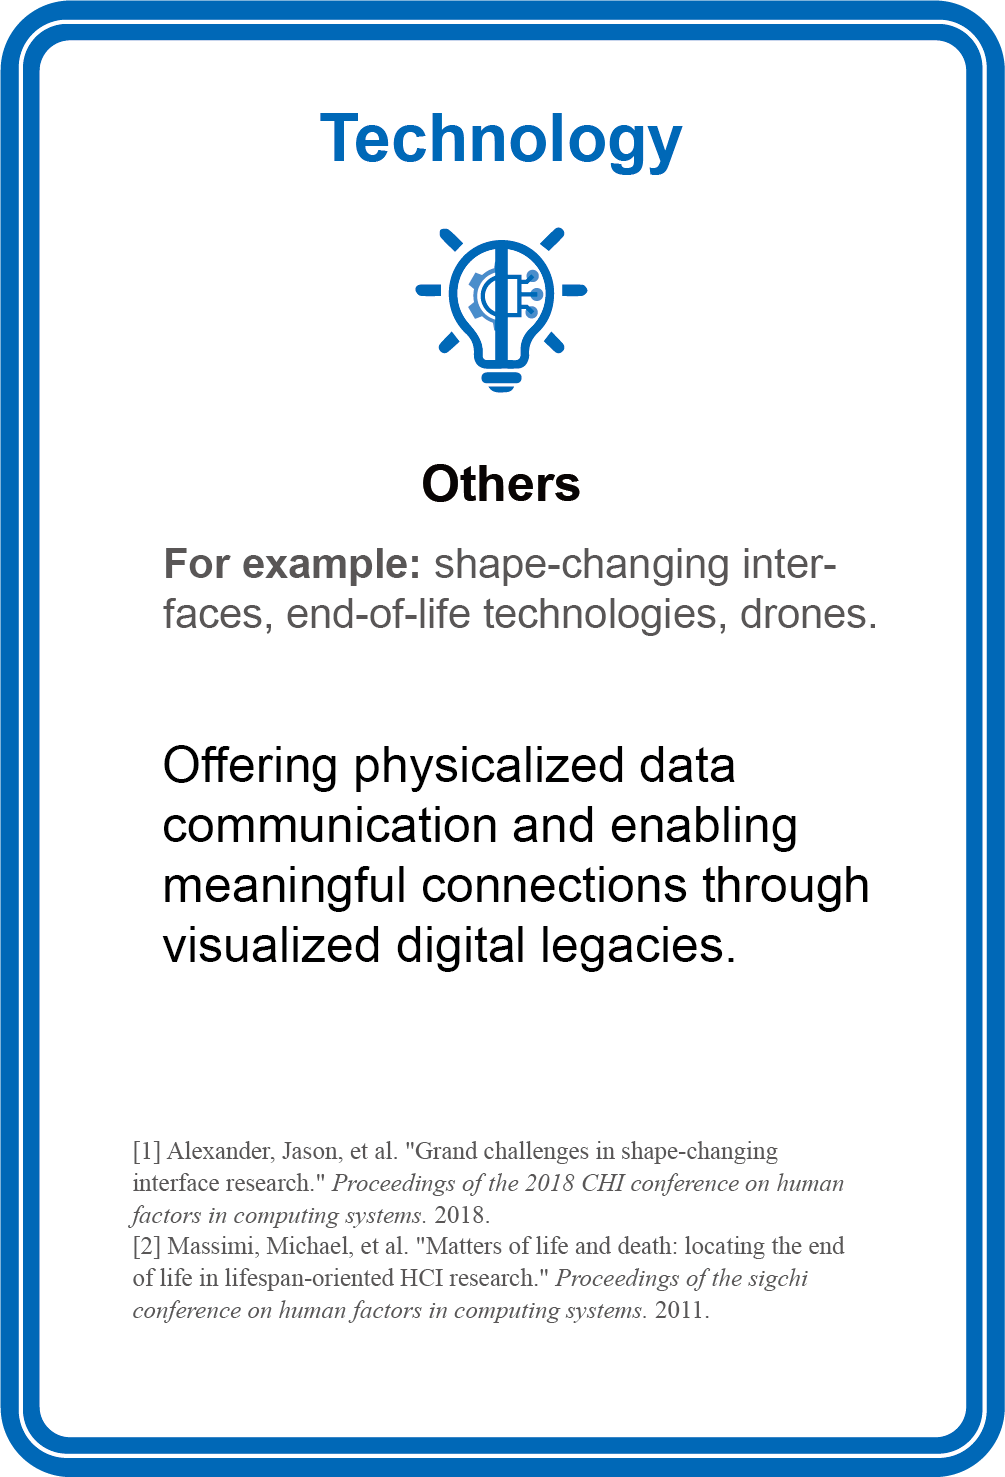 Technology
Others
For example: shape-changing inter-
faces, end-of-life technologies, drones.
Offering physicalized data
communication and enabling
meaningful connections through
visualized digital legacies.
[1] Alexander, Jason, et al. "Grand challenges in shape-changing
interface research." Proceedings of the 2018 CHI conference on human
factors in computing systems. 2018.
[2] Massimi, Michael, et al. "Matters of life and death: locating the end
of life in lifespan-oriented HCI research." Proceedings of the sigchi
conference on human factors in computing systems. 2011.